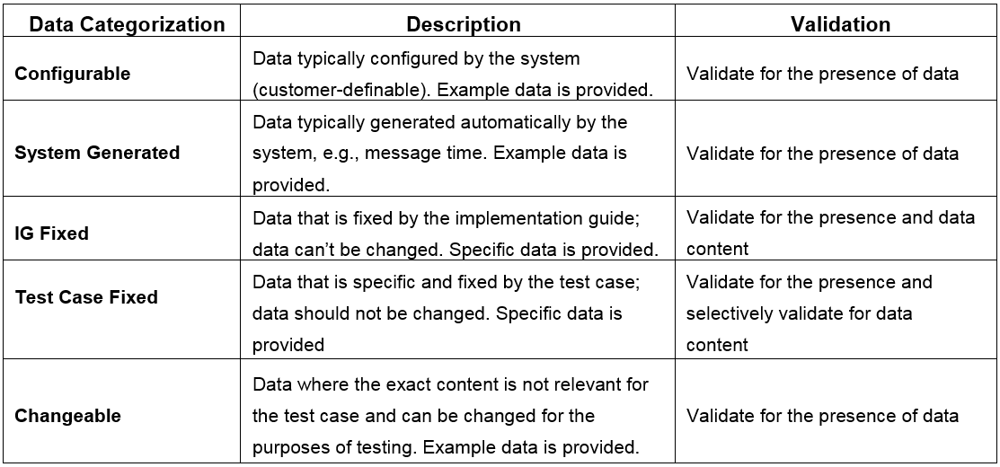 Data Categorization Description Validation
Configurable
Data typically configured by the system
(customer-definable). Example data is provided.
Validate for the presence of data
System Generated
Data typically generated automatically by the
system, e.g., message time. Example data is
provided.
Validate for the presence of data
IG Fixed
Data that is fixed by the implementation guide;
data can’t be changed. Specific data is provided.
Validate for the presence and data
content
Test Case Fixed
Data that is specific and fixed by the test case;
data should not be changed. Specific data is
provided
Validate for the presence and
selectively validate for data
content
Changeable
Data where the exact content is not relevant for
the test case and can be changed for the
purposes of testing. Example data is provided.
Validate for the presence of data